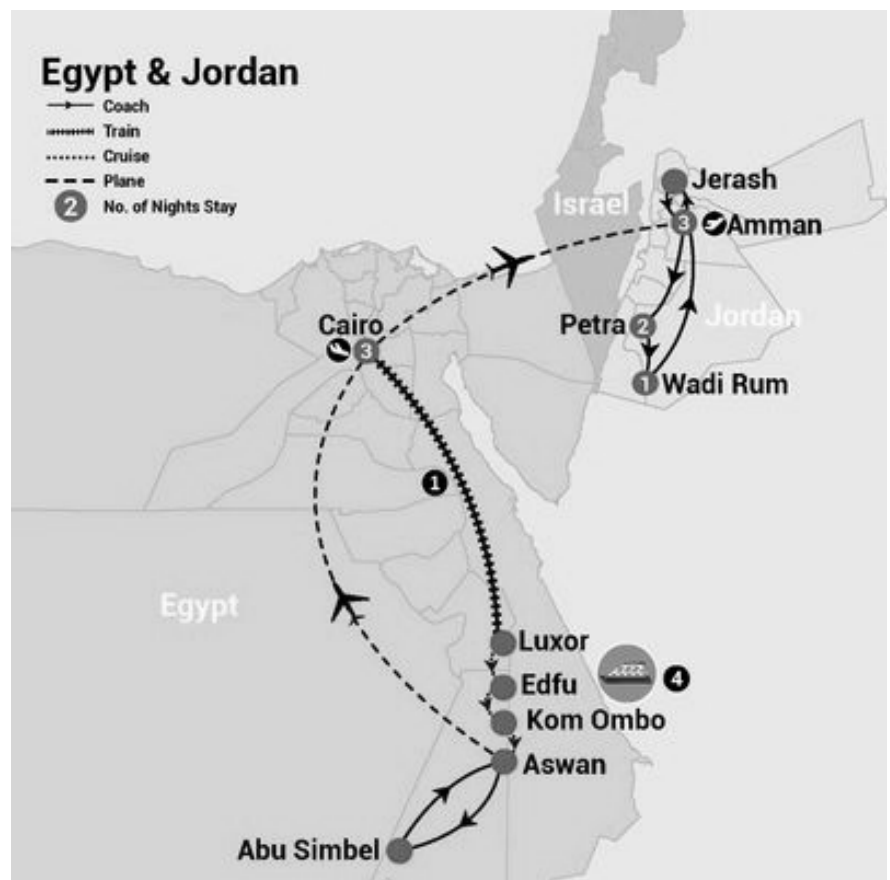 Egypt & Jordan
Coach
Train
Cruise
Plane
2 No. of Nights Stay
Jerash
Israel
3 Amman
Cairo
3
Petra 2
Jordan
1 Wadi Rum
1
Egypt
Luxor
4
Edfu
Kom Ombo
Aswan
Abu Simbel